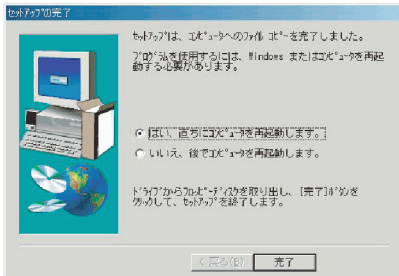 ｾｯﾄｱｯﾌﾟの完了
ｾｯﾄｱｯﾌﾟは、ｺﾝﾋﾟｭｰﾀへのﾌｧｲﾙ ｺﾋﾟｰを完了しました。
ﾌﾟﾛｸﾞﾗﾑを使用するには、Windows またはｺﾝﾋﾟｭｰﾀを再起
動する必要があります。
はい、直ちにｺﾝﾋﾟｭｰﾀを再起動します。
いいえ、後でｺﾝﾋﾟｭｰﾀを再起動します。
ﾄﾞﾗｲﾌﾞからﾌﾛｯﾋﾟｰﾃﾞｨｽｸを取り出し、[完了]ﾎﾞﾀﾝを
ｸﾘｯｸして、ｾｯﾄｱｯﾌﾟを終了します。
< 戻る(B)
完了